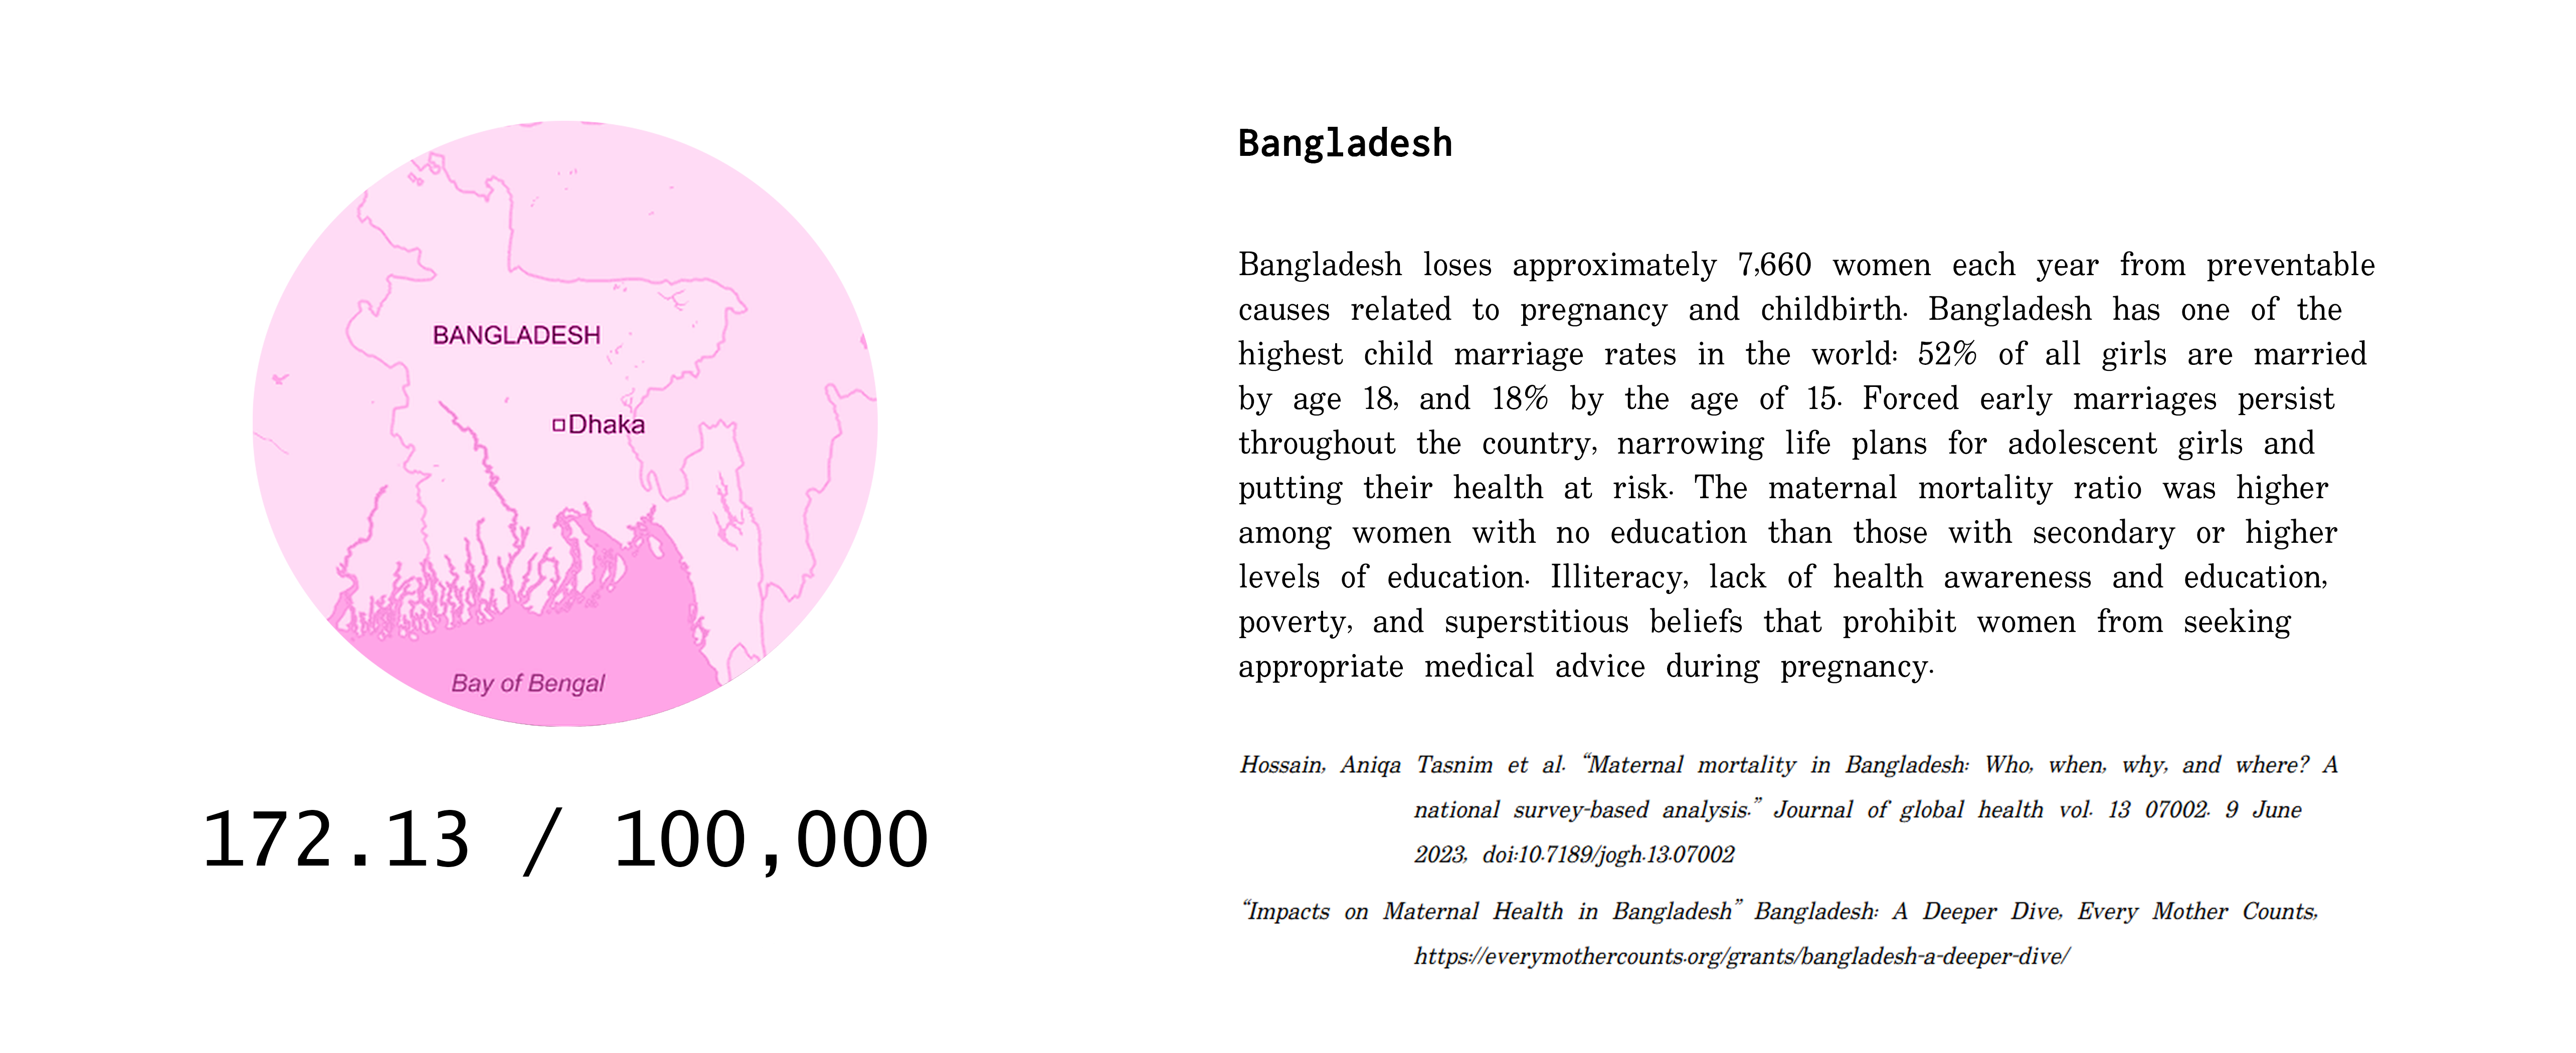 BANGLADESH
Dhaka
Bay of Bengal
172.13 / 100,000
Bangladesh
Bangladesh loses approximately 7,660 women each year from preventable
causes related to pregnancy and childbirth. Bangladesh has one of the
highest child marriage rates in the world: 52% of all girls are married
by age 18, and 18% by the age of 15. Forced early marriages persist
throughout the country, narrowing life plans for adolescent girls and
putting their health at risk. The maternal mortality ratio was higher
among women with no education than those with secondary or higher
levels of education. Illiteracy, lack of health awareness and education,
poverty, and superstitious beliefs that prohibit women from seeking
appropriate medical advice during pregnancy.
Hossain, Aniqa Tasnim et al. “Maternal mortality in Bangladesh: Who, when, why, and where? A
national survey-based analysis.” Journal of global health vol. 13 07002. 9 June
2023, doi:10.7189/jogh.13.07002
“Impacts on Maternal Health in Bangladesh” Bangladesh: A Deeper Dive, Every Mother Counts,
https://everymothercounts.org/grants/bangladesh-a-deeper-dive/